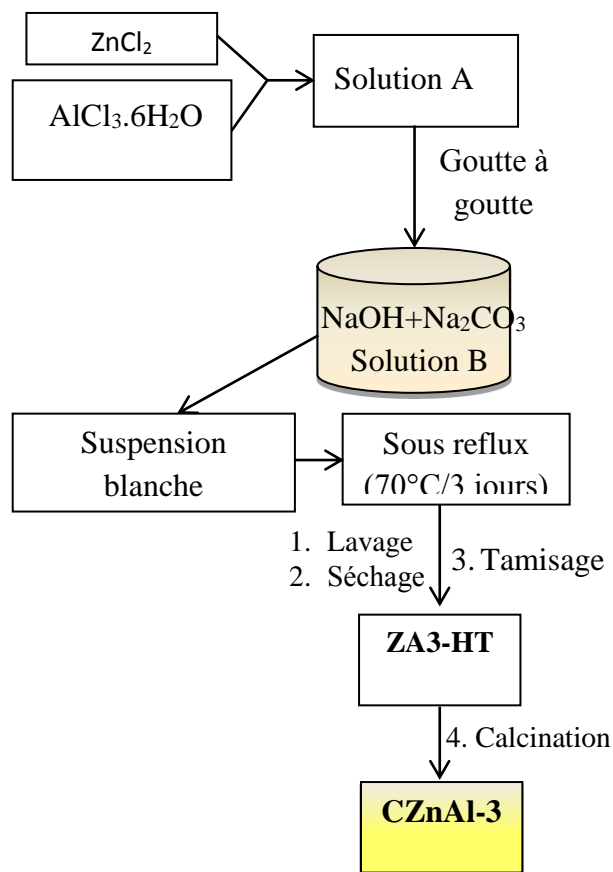 ZnCl₂
AlCl₃.6H₂O
Solution A
Goutte à
goutte
NaOH+Na₂CO₃
Solution B
Suspension
blanche
Sous reflux
(70°C/3 jours)
1. Lavage
2. Séchage
3. Tamisage
ZA3-HT
4. Calcination
CZnAl-3